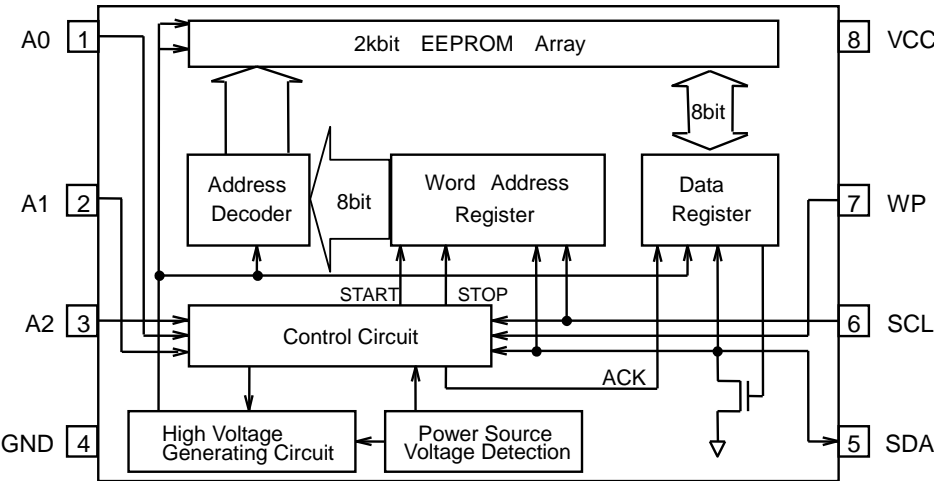 A0 1
2kbit EEPROM Array
8 VCC
8bit
A1 2
Address
Decoder
8bit
Word Address
Register
Data
Register
7 WP
START STOP
A2 3
Control Circuit
6 SCL
ACK
GND 4
High Voltage
Generating Circuit
Power Source
Voltage Detection
5 SDA